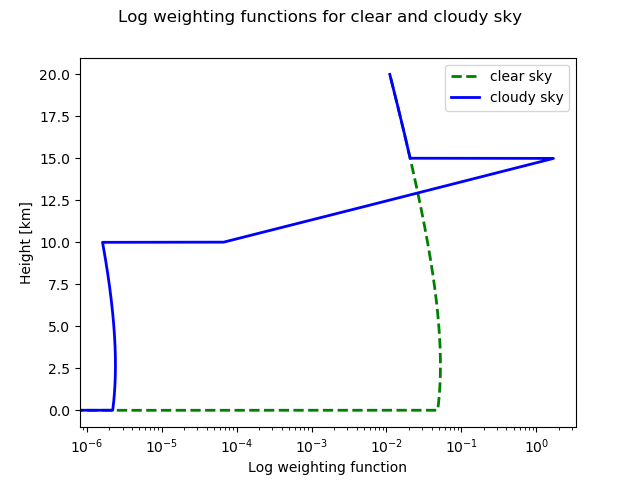 Log weighting functions for clear and cloudy sky
clear sky
cloudy sky
20.0
17.5
15.0
12.5
10.0
7.5
5.0
2.5
0.0
Height [km]
10⁻⁶ 10⁻⁵ 10⁻⁴ 10⁻³ 10⁻² 10⁻¹ 10⁰
Log weighting function